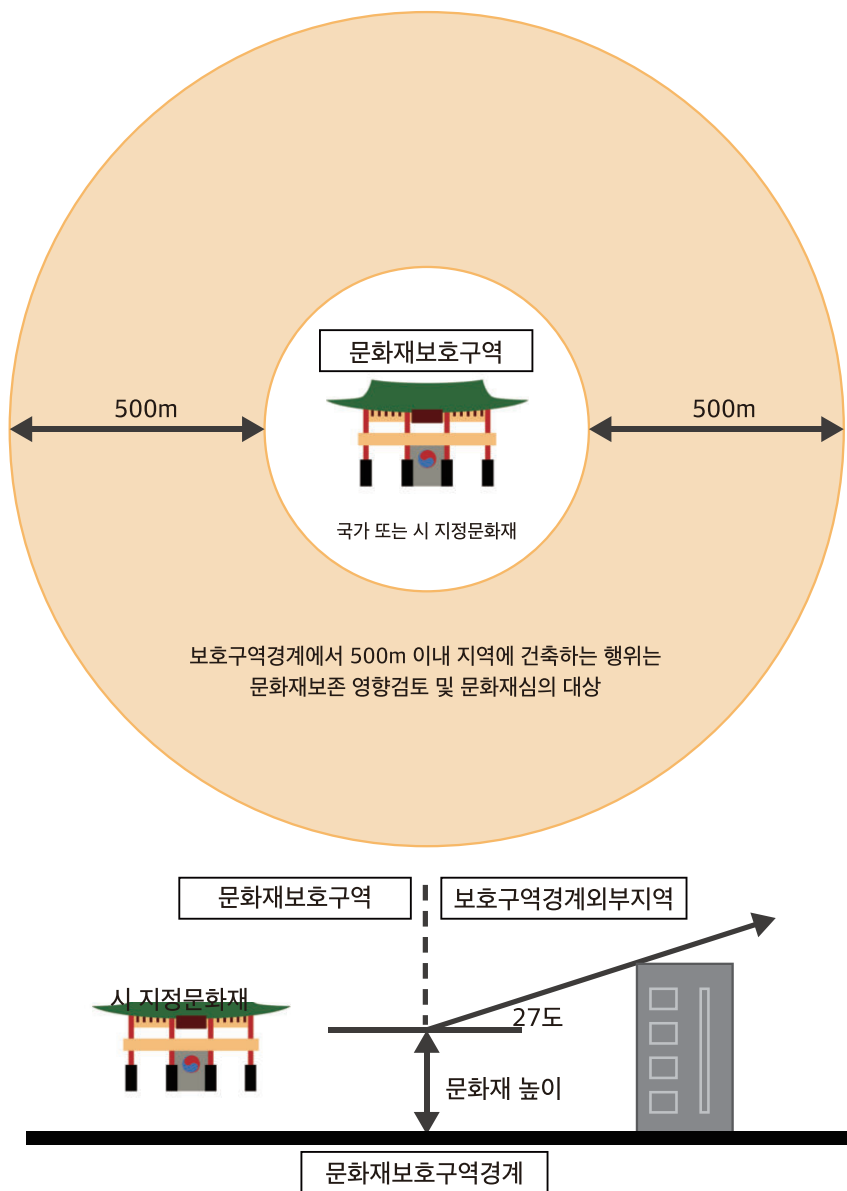 문화재보호구역
500m
500m
국가 또는 시 지정문화재
보호구역경계에서 500m 이내 지역에 건축하는 행위는
문화재보존 영향검토 및 문화재심의 대상
문화재보호구역
보호구역경계외부지역
시 지정문화재
27도
문화재 높이
문화재보호구역경계